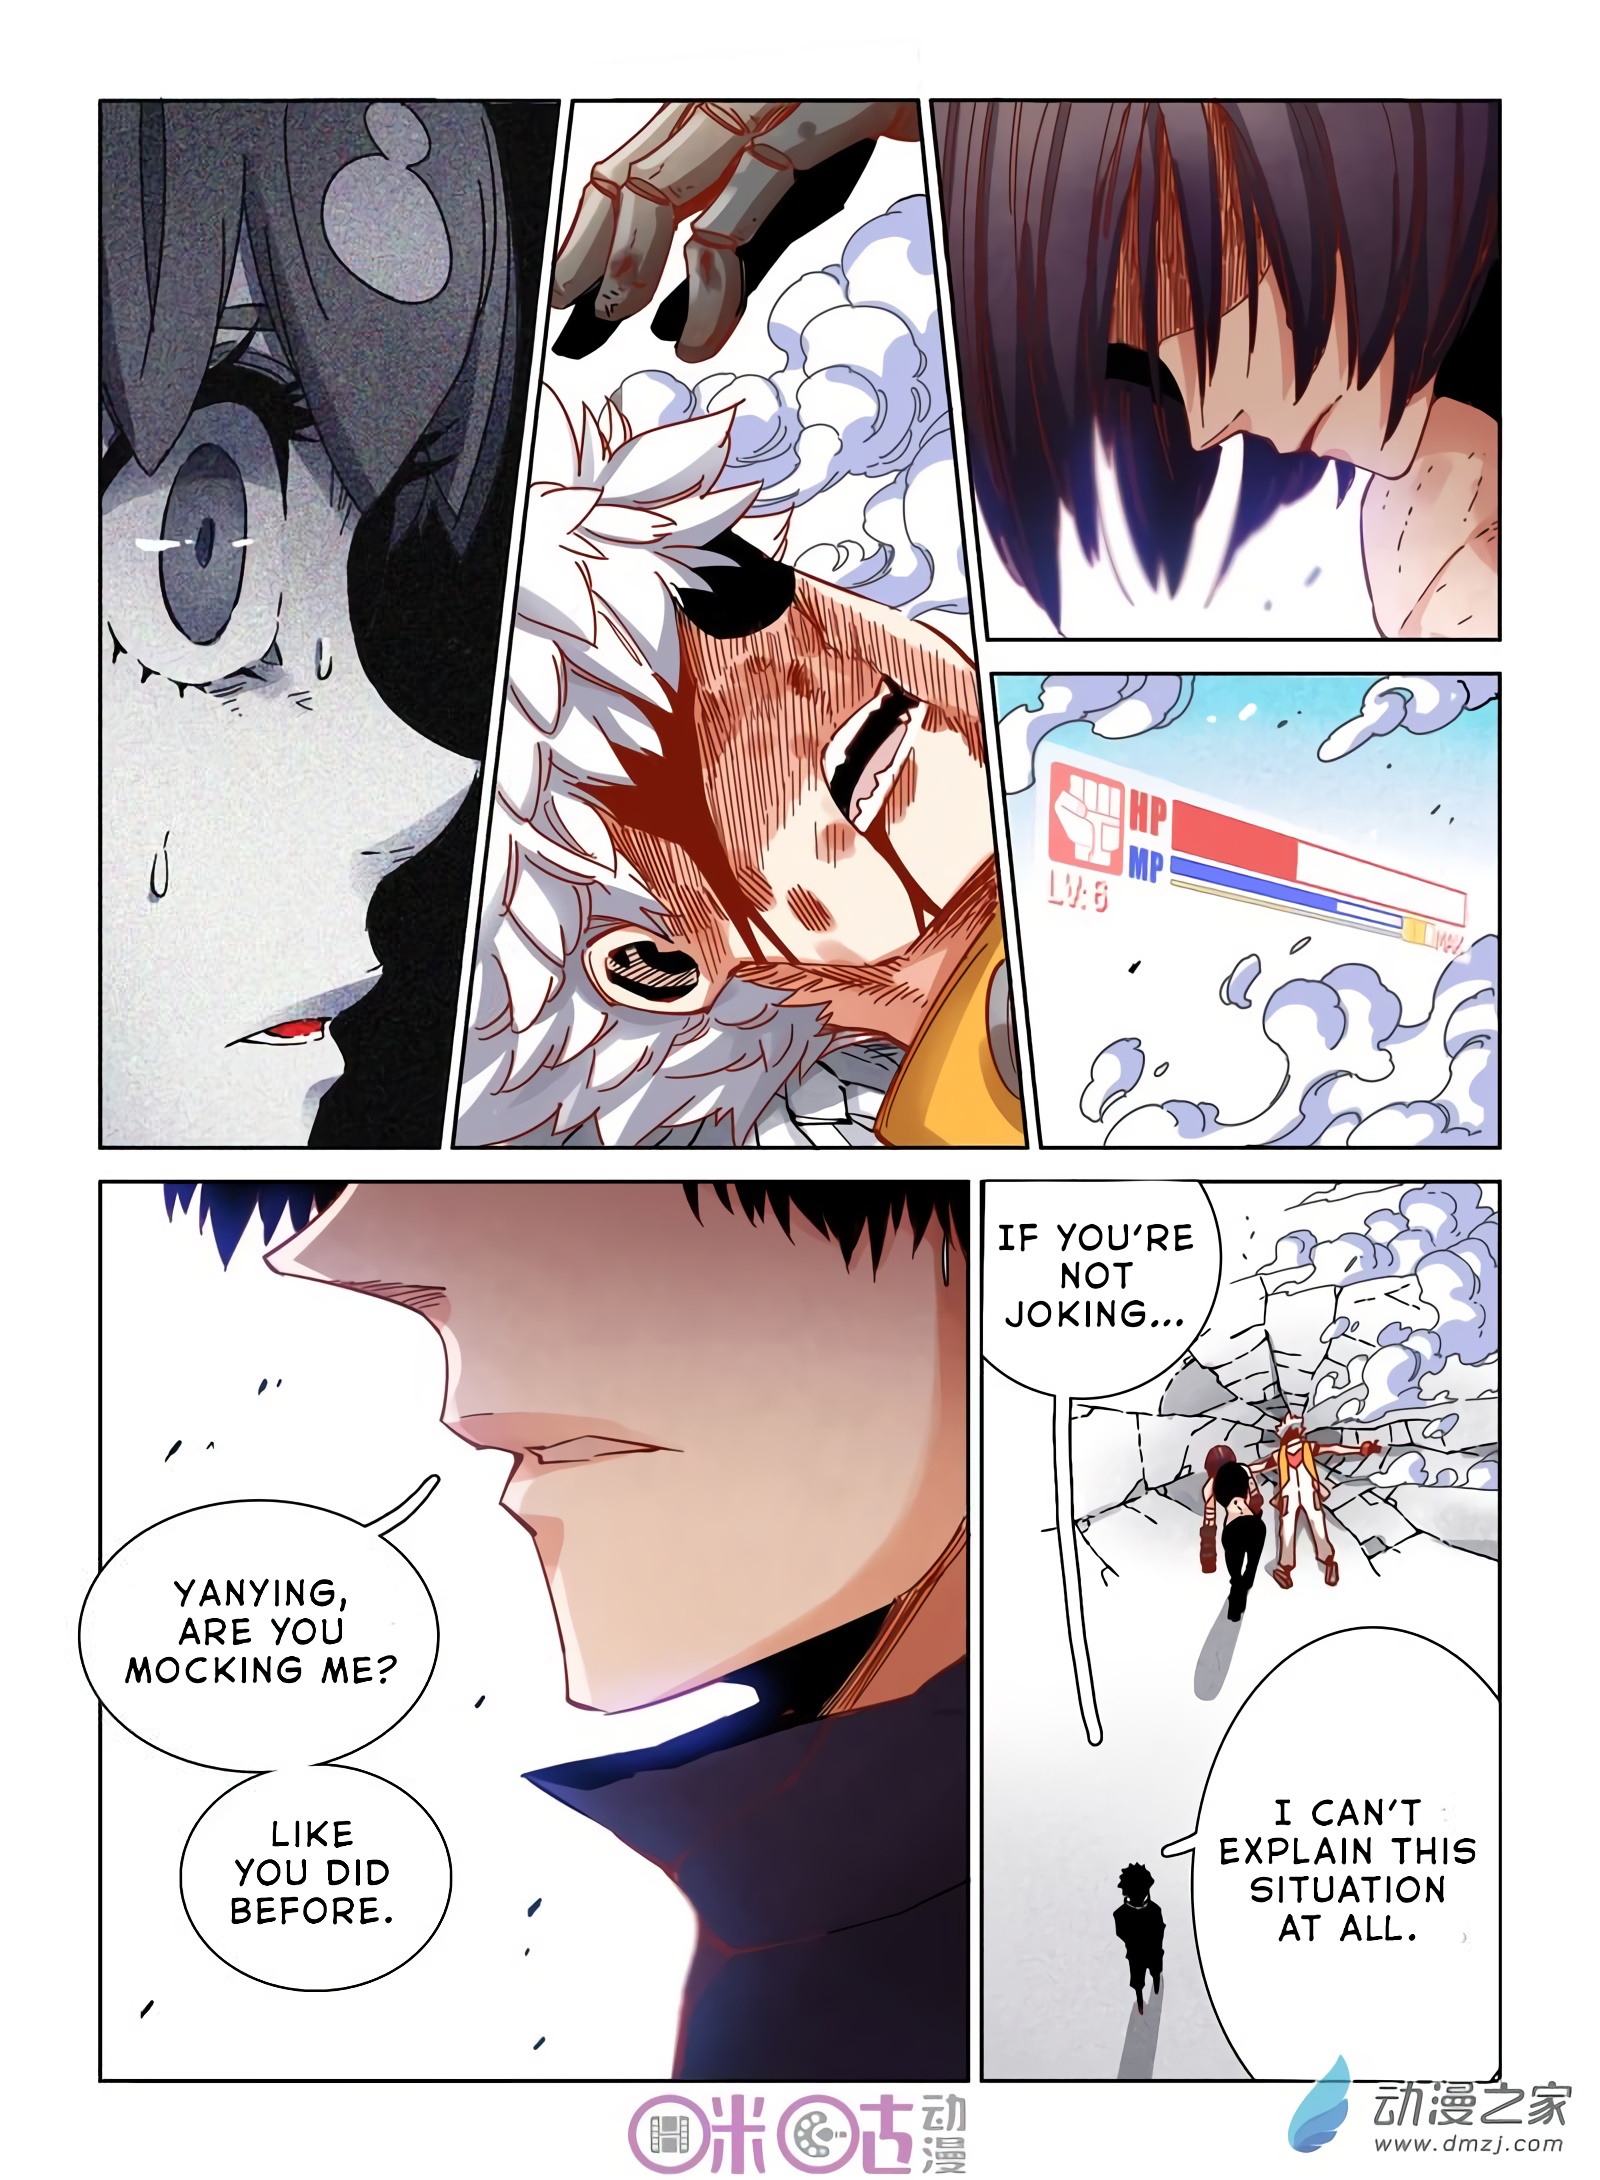 HP
MP
LV: 6
MAX
YANYING,
ARE YOU
MOCKING ME?
LIKE
YOU DID
BEFORE.
IF YOU'RE
NOT
JOKING...
I CAN'T
EXPLAIN THIS
SITUATION
AT ALL.
咪咕动漫
动漫之家
www.dmzj.com